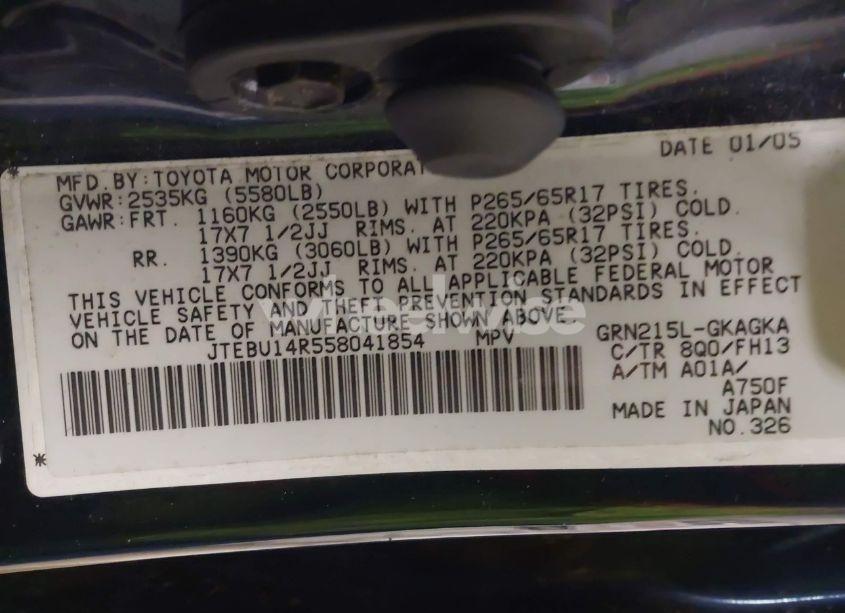 DATE 01/05
MFD.BY:TOYOTA MOTOR CORPORAT
GVWR:2535KG (5580LB)
GAWR:FRT. 1160KG (2550LB) WITH P265/65R17 TIRES.
17X7 1/2JJ RIMS. AT 220KPA (32PSI) COLD.
RR. 1390KG (3060LB) WITH P265/65R17 TIRES.
17X7 1/2JJ RIMS. AT 220KPA (32PSI) COLD.
THIS VEHICLE CONFORMS TO ALL APPLICABLE FEDERAL MOTOR
VEHICLE SAFETY AND THEFT PREVENTION STANDARDS IN EFFECT
ON THE DATE OF MANUFACTURE SHOWN ABOVE.
JTEBU14R558041854 MPV
GRN215L-GKAGKA
C/TR 8Q0/FH13
A/TM A01A/
A750F
MADE IN JAPAN
NO.326
wheelwise